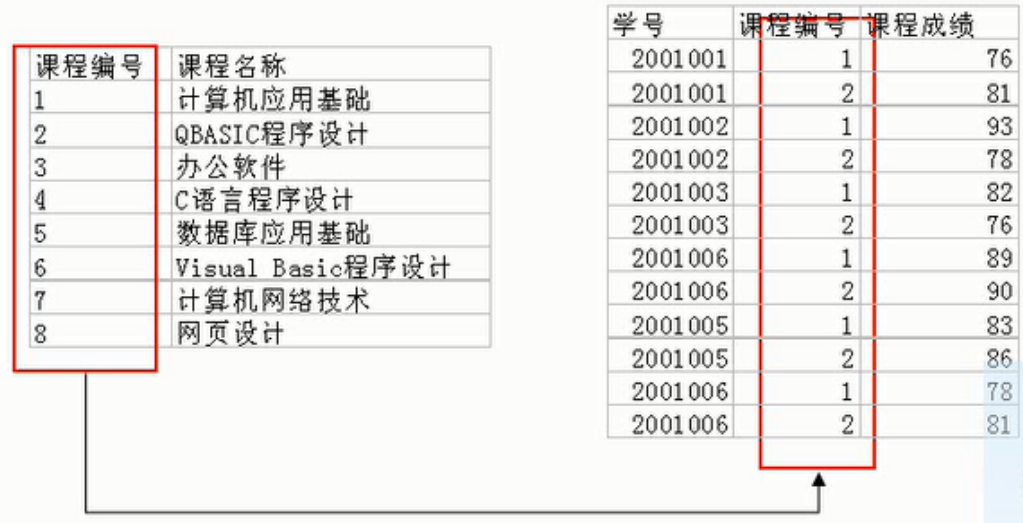 课程编号 课程名称
1 计算机应用基础
2 QBASIC程序设计
3 办公软件
4 C语言程序设计
5 数据库应用基础
6 Visual Basic程序设计
7 计算机网络技术
8 网页设计
学号 课程编号 课程成绩
2001001 1 76
2001001 2 81
2001002 1 93
2001002 2 78
2001003 1 82
2001003 2 76
2001006 1 89
2001006 2 90
2001005 1 83
2001005 2 86
2001006 1 78
2001006 2 81